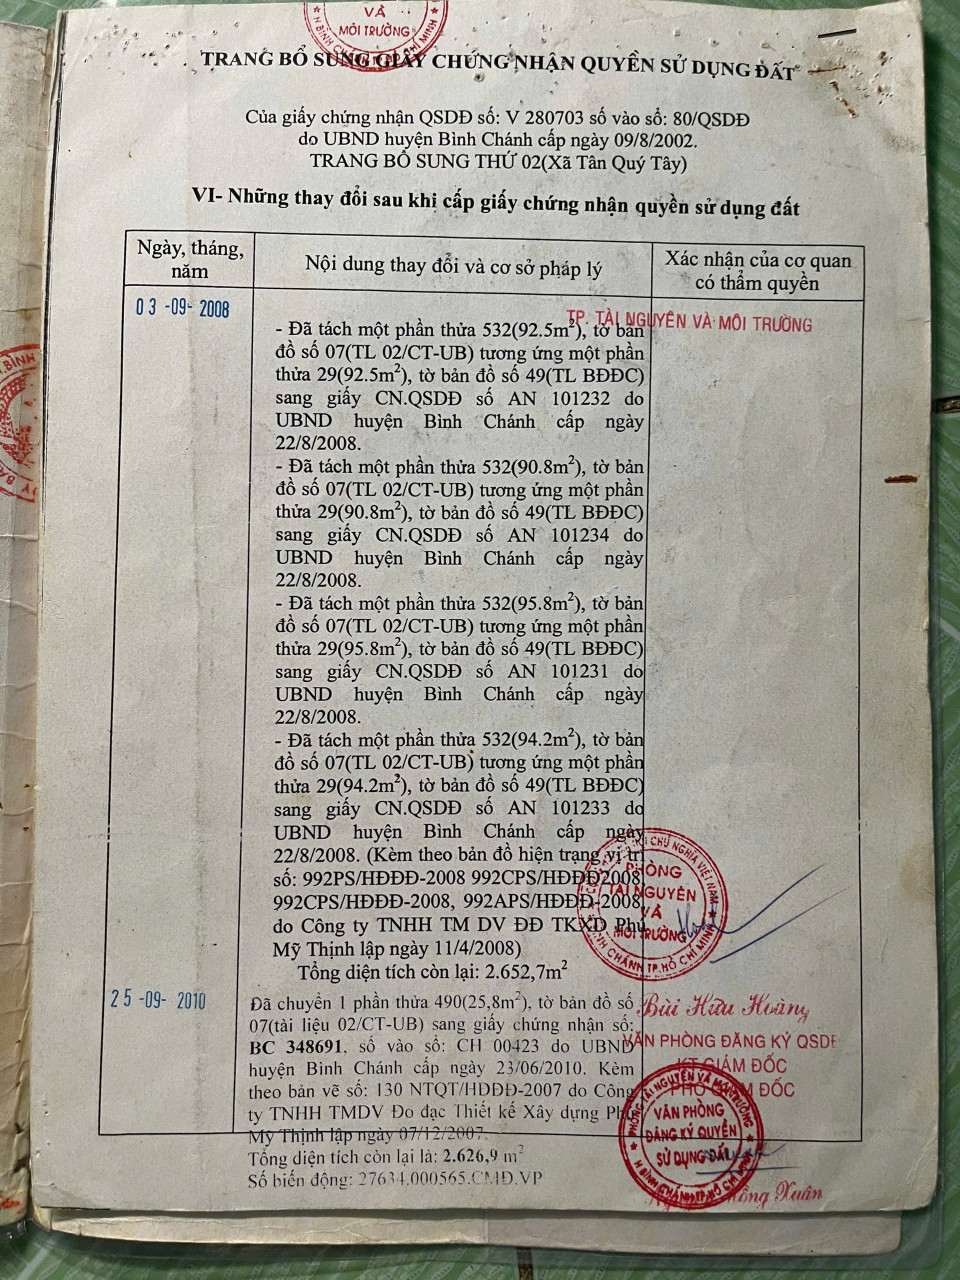 VÀ
MÔI TRƯỜNG
TRANG BỔ SUNG GIẤY CHỨNG NHẬN QUYỀN SỬ DỤNG ĐẤT
Của giấy chứng nhận QSDĐ số: V 280703 số vào sổ: 80/QSDĐ
do UBND huyện Bình Chánh cấp ngày 09/8/2002.
TRANG BỔ SUNG THỨ 02(Xã Tân Quý Tây)
VI- Những thay đổi sau khi cấp giấy chứng nhận quyền sử dụng đất
Ngày, tháng, năm
Nội dung thay đổi và cơ sở pháp lý
Xác nhận của cơ quan có thẩm quyền
03 -09- 2008
TP. TÀI NGUYÊN VÀ MÔI TRƯỜNG
- Đã tách một phần thửa 532(92.5m²), tờ bản
đồ số 07(TL 02/CT-UB) tương ứng một phần
thửa 29(92.5m²), tờ bản đồ số 49(TL BĐĐC)
sang giấy CN.QSDĐ số AN 101232 do
UBND huyện Bình Chánh cấp ngày
22/8/2008.
- Đã tách một phần thửa 532(90.8m²), tờ bản
đồ số 07(TL 02/CT-UB) tương ứng một phần
thửa 29(90.8m²), tờ bản đồ số 49(TL BĐĐC)
sang giấy CN.QSDĐ số AN 101234 do
UBND huyện Bình Chánh cấp ngày
22/8/2008.
- Đã tách một phần thửa 532(95.8m²), tờ bản
đồ số 07(TL 02/CT-UB) tương ứng một phần
thửa 29(95.8m²), tờ bản đồ số 49(TL BĐĐC)
sang giấy CN.QSDĐ số AN 101231 do
UBND huyện Bình Chánh cấp ngày
22/8/2008.
- Đã tách một phần thửa 532(94.2m²), tờ bản
đồ số 07(TL 02/CT-UB) tương ứng một phần
thửa 29(94.2m²), tờ bản đồ số 49(TL BĐĐC)
sang giấy CN.QSDĐ số AN 101233 do
UBND huyện Bình Chánh cấp ngày
22/8/2008. (Kèm theo bản đồ hiện trạng vị trí
số: 992PS/HĐĐĐ-2008 992CPS/HĐĐĐ2008,
992CPS/HĐĐĐ-2008, 992APS/HĐĐĐ-2008,
do Công ty TNHH TM DV ĐĐ TKXD Phú
Mỹ Thịnh lập ngày 11/4/2008)
Tổng diện tích còn lại: 2.652,7m²
PHÒNG
TÀI NGUYÊN
VÀ
MÔI TRƯỜNG
Bùi Hữu Hoàng
25 -09- 2010
Đã chuyển 1 phần thửa 490(25,8m²), tờ bản đồ số
07(tài liệu 02/CT-UB) sang giấy chứng nhận số:
BC 348691, số vào sổ: CH 00423 do UBND
huyện Bình Chánh cấp ngày 23/06/2010. Kèm
theo bản vẽ số: 130 NTQT/HĐĐĐ-2007 do Công
ty TNHH TMDV Đo đạc Thiết kế Xây dựng Phú
Mỹ Thịnh lập ngày 07/12/2007.
Tổng diện tích còn lại là: 2.626,9 m²
Số biến động: 27634.000565.CMĐ.VP
VĂN PHÒNG ĐĂNG KÝ QSDĐ
KT GIÁM ĐỐC
PHÓ GIÁM ĐỐC
VĂN PHÒNG
ĐĂNG KÝ QUYỀN
SỬ DỤNG ĐẤT
Hồng Xuân